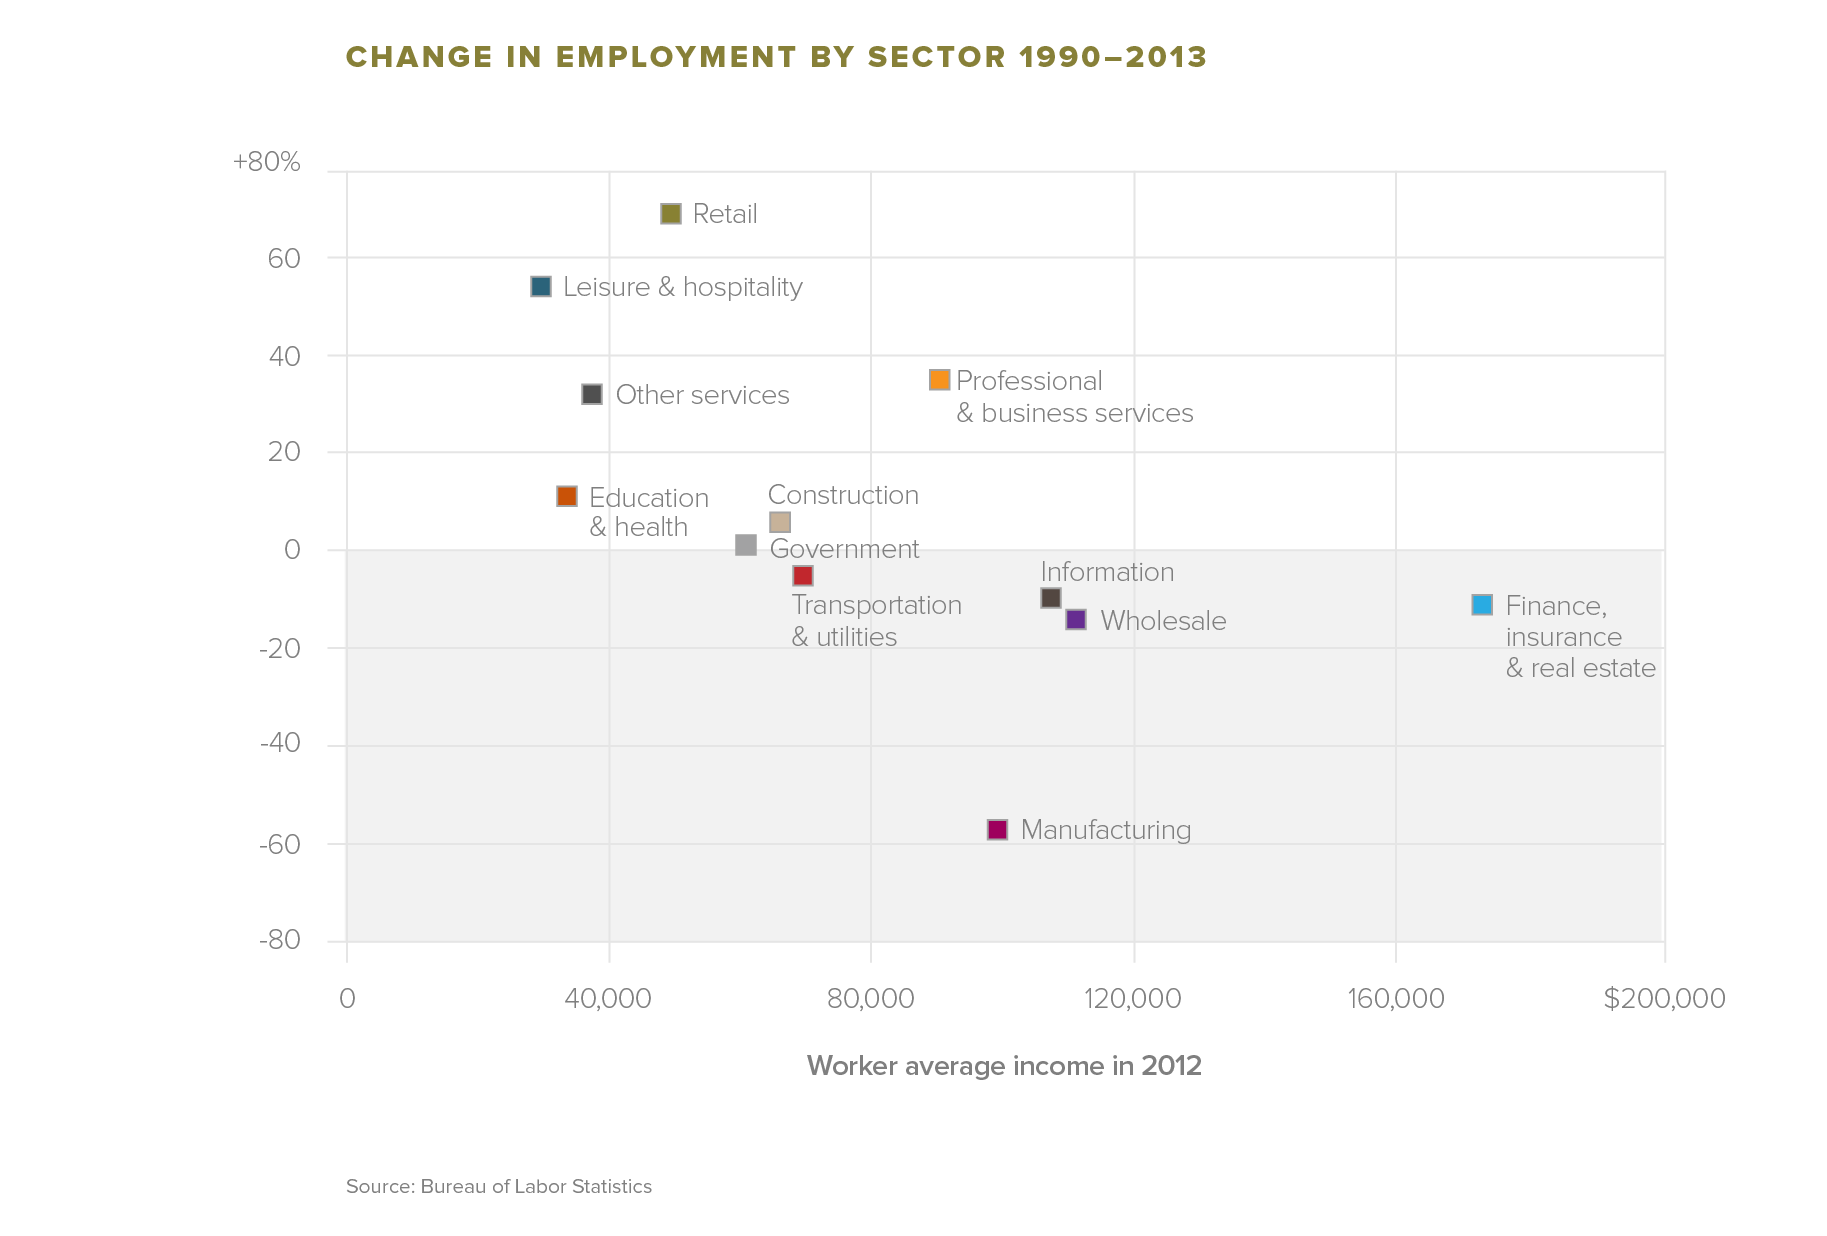 CHANGE IN EMPLOYMENT BY SECTOR 1990–2013
+80%
Retail
60
Leisure & hospitality
40
Professional
& business services
Other services
20
Education
& health
Construction
0
Government
Information
Transportation
& utilities
Wholesale
Finance,
insurance
& real estate
-20
-40
Manufacturing
-60
-80
0
40,000
80,000
120,000
160,000
$200,000
Worker average income in 2012
Source: Bureau of Labor Statistics